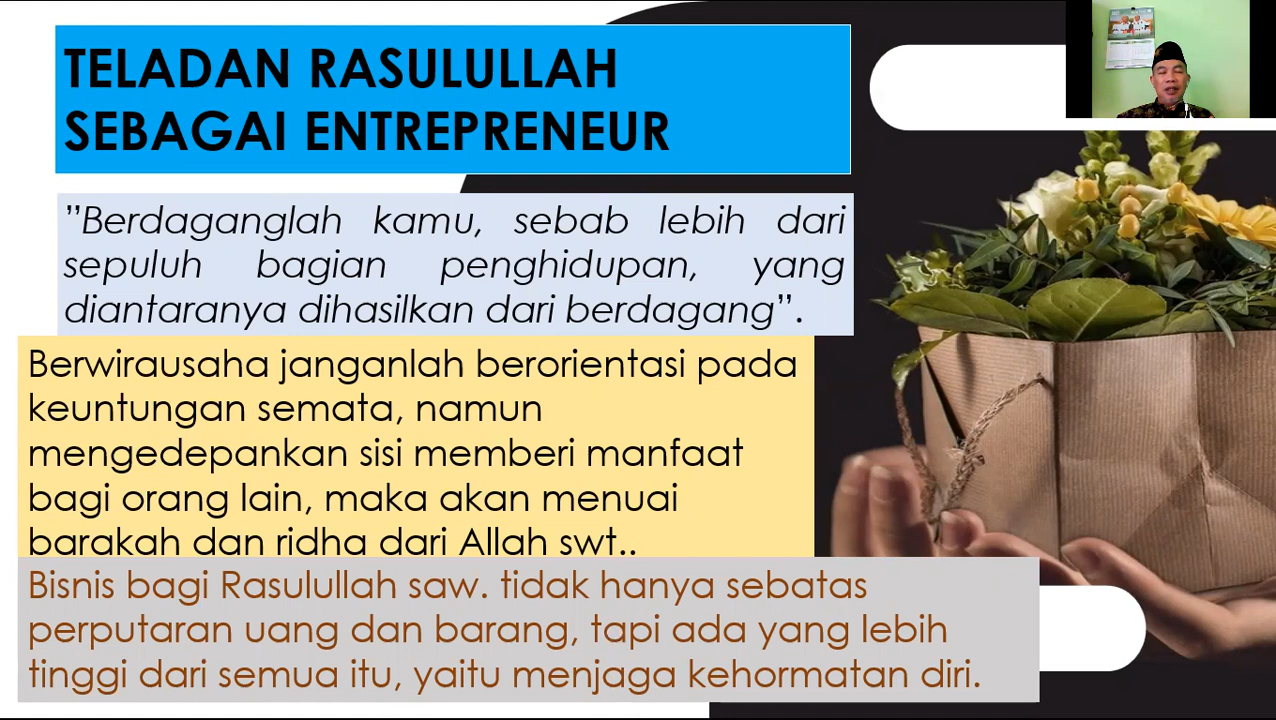 TELADAN RASULULLAH
SEBAGAI ENTREPRENEUR
”Berdaganglah kamu, sebab lebih dari
sepuluh bagian penghidupan, yang
diantaranya dihasilkan dari berdagang”.
Berwirausaha janganlah berorientasi pada
keuntungan semata, namun
mengedepankan sisi memberi manfaat
bagi orang lain, maka akan menuai
barakah dan ridha dari Allah swt..
Bisnis bagi Rasulullah saw. tidak hanya sebatas
perputaran uang dan barang, tapi ada yang lebih
tinggi dari semua itu, yaitu menjaga kehormatan diri.